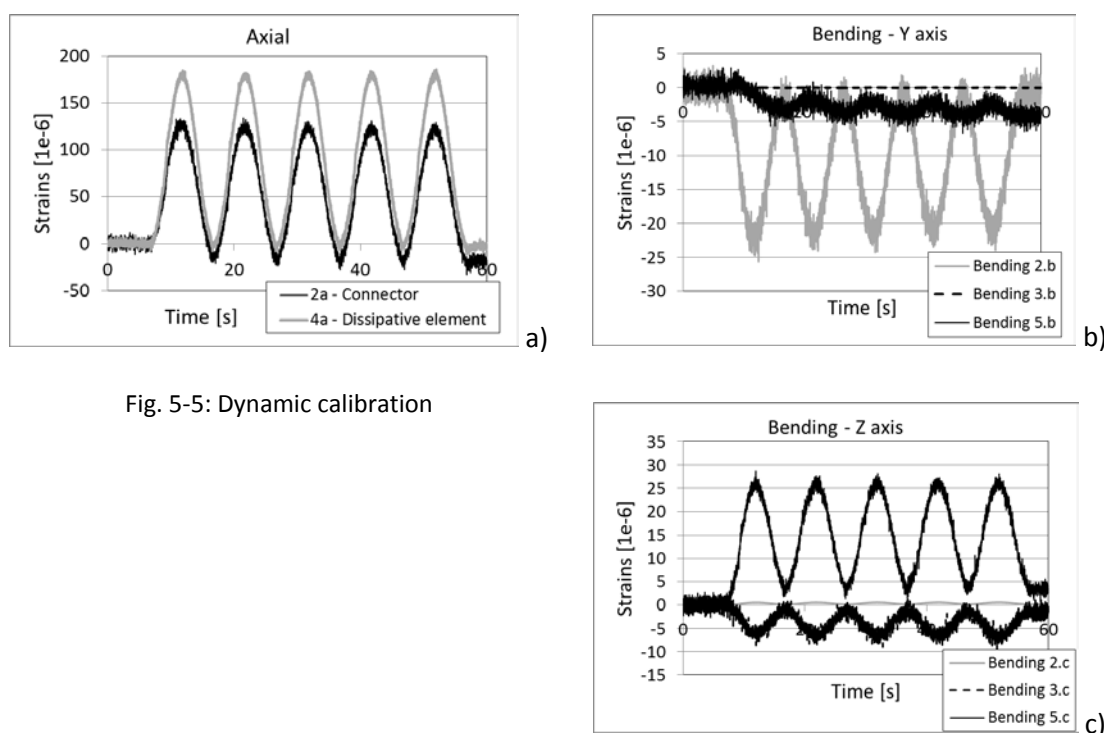 Axial
200
150
100
50
0
-50
0 20 40 60
Strains [1e-6]
Time [s]
2a - Connector
4a - Dissipative element
a)
Bending - Y axis
5
0
-5
-10
-15
-20
-25
-30
0
Strains [1e-6]
Time [s]
Bending 2.b
Bending 3.b
Bending 5.b
b)
Fig. 5-5: Dynamic calibration
Bending - Z axis
35
30
25
20
15
10
5
0
-5
-10
-15
0 60
Strains [1e-6]
Time [s]
Bending 2.c
Bending 3.c
Bending 5.c
c)